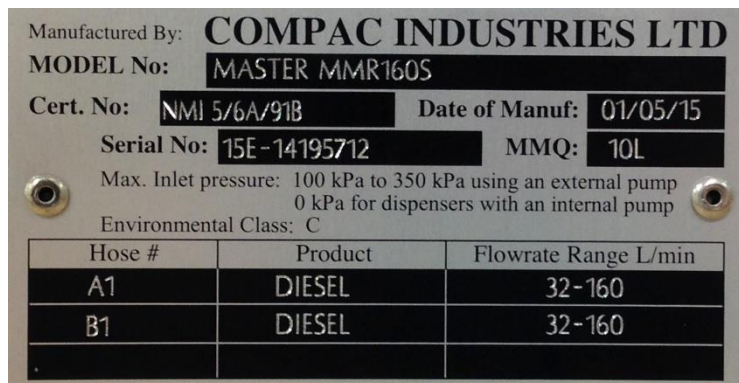 Manufactured By: COMPAC INDUSTRIES LTD
MODEL No: MASTER MMR160S
Cert. No: NMI 5/6A/91B Date of Manuf: 01/05/15
Serial No: 15E-14195712 MMQ: 10L
Max. Inlet pressure: 100 kPa to 350 kPa using an external pump
0 kPa for dispensers with an internal pump
Environmental Class: C
Hose # Product Flowrate Range L/min
A1 DIESEL 32-160
B1 DIESEL 32-160